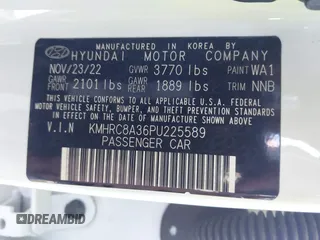 MANUFACTURED IN KOREA BY
HYUNDAI MOTOR COMPANY
NOV/23/22 GVWR 3770 lbs PAINT WA1
GAWR FRONT 2101 lbs GAWR REAR 1889 lbs TRIM NNB
THIS VEHICLE CONFORMS TO ALL APPLICABLE U.S. FEDERAL MOTOR VEHICLE SAFETY, BUMPER, AND THEFT PREVENTION STANDARDS IN EFFECT ON THE DATE OF MANUFACTURE SHOWN ABOVE.
V.I.N KMHRC8A36PU225589
PASSENGER CAR
DREAMBID
DREAMBID.COM